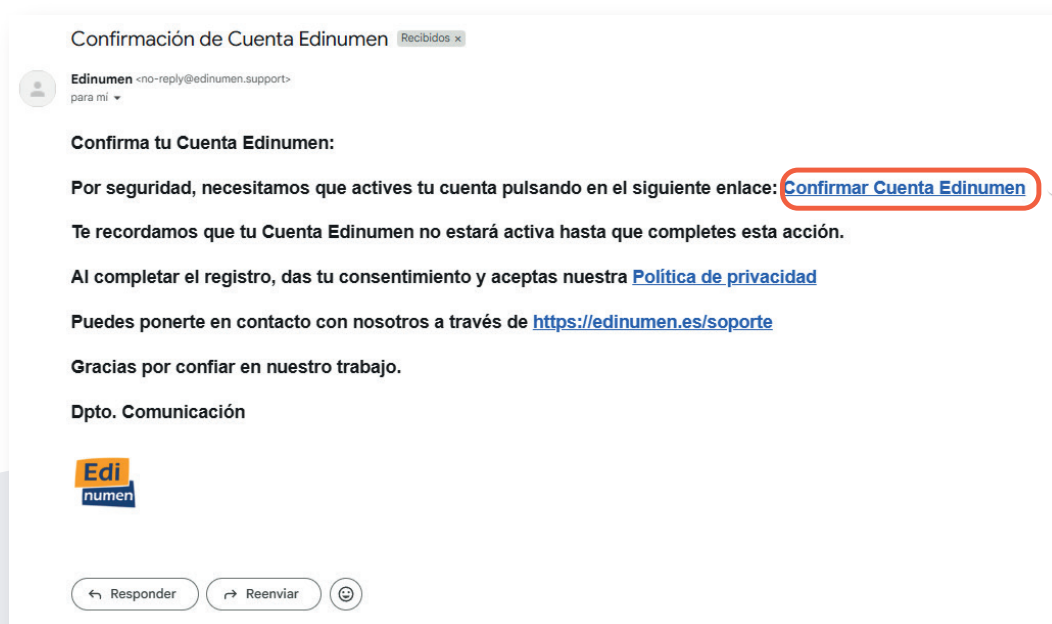 Confirmación de Cuenta Edinumen Recibidos x
Edinumen <no-reply@edinumen.support>
para mí
Confirma tu Cuenta Edinumen:
Por seguridad, necesitamos que actives tu cuenta pulsando en el siguiente enlace: Confirmar Cuenta Edinumen
Te recordamos que tu Cuenta Edinumen no estará activa hasta que completes esta acción.
Al completar el registro, das tu consentimiento y aceptas nuestra Política de privacidad
Puedes ponerte en contacto con nosotros a través de https://edinumen.es/soporte
Gracias por confiar en nuestro trabajo.
Dpto. Comunicación
Edi
numen
Responder Reenviar